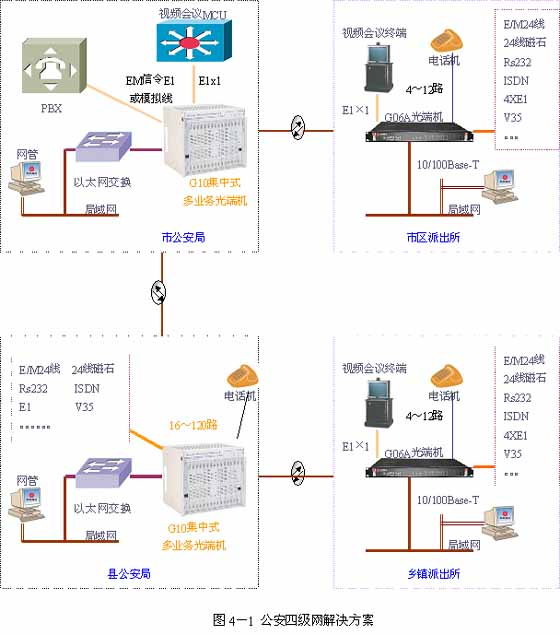 视频会议MCU
EM信令E1
或模拟线
E1x1
PBX
网管
以太网交换
局域网
G10集中式
多业务光端机
市公安局
视频会议终端
电话机
4～12路
E1×1
G06A光端机
10/100Base-T
局域网
市区派出所
E/M24线
24线磁石
Rs232
ISDN
4XE1
V35
E/M24线 24线磁石
Rs232 ISDN
E1 V35
电话机
16～120路
网管
以太网交换
局域网
G10集中式
多业务光端机
县公安局
视频会议终端
电话机
4～12路
E1×1
G06A光端机
10/100Base-T
局域网
乡镇派出所
E/M24线
24线磁石
Rs232
ISDN
4XE1
V35
图4－1 公安四级网解决方案